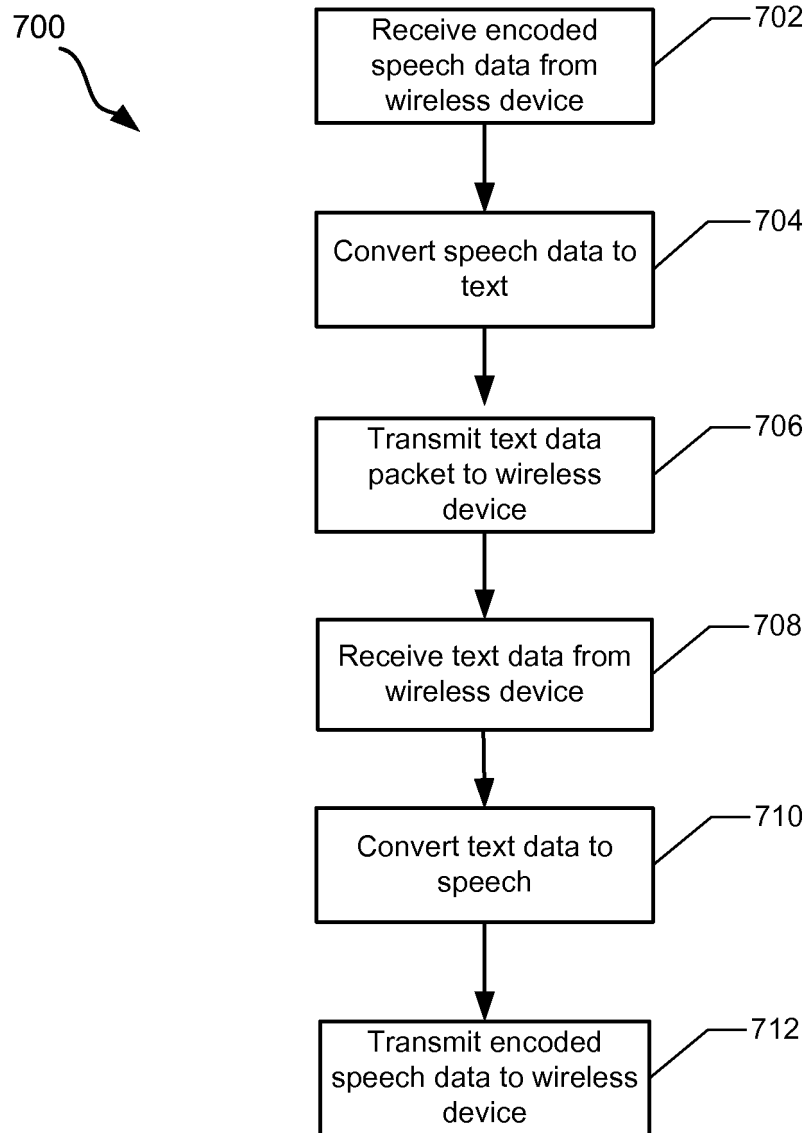 700
Receive encoded
speech data from
wireless device
702
Convert speech data to
text
704
Transmit text data
packet to wireless
device
706
Receive text data from
wireless device
708
Convert text data to
speech
710
Transmit encoded
speech data to wireless
device
712